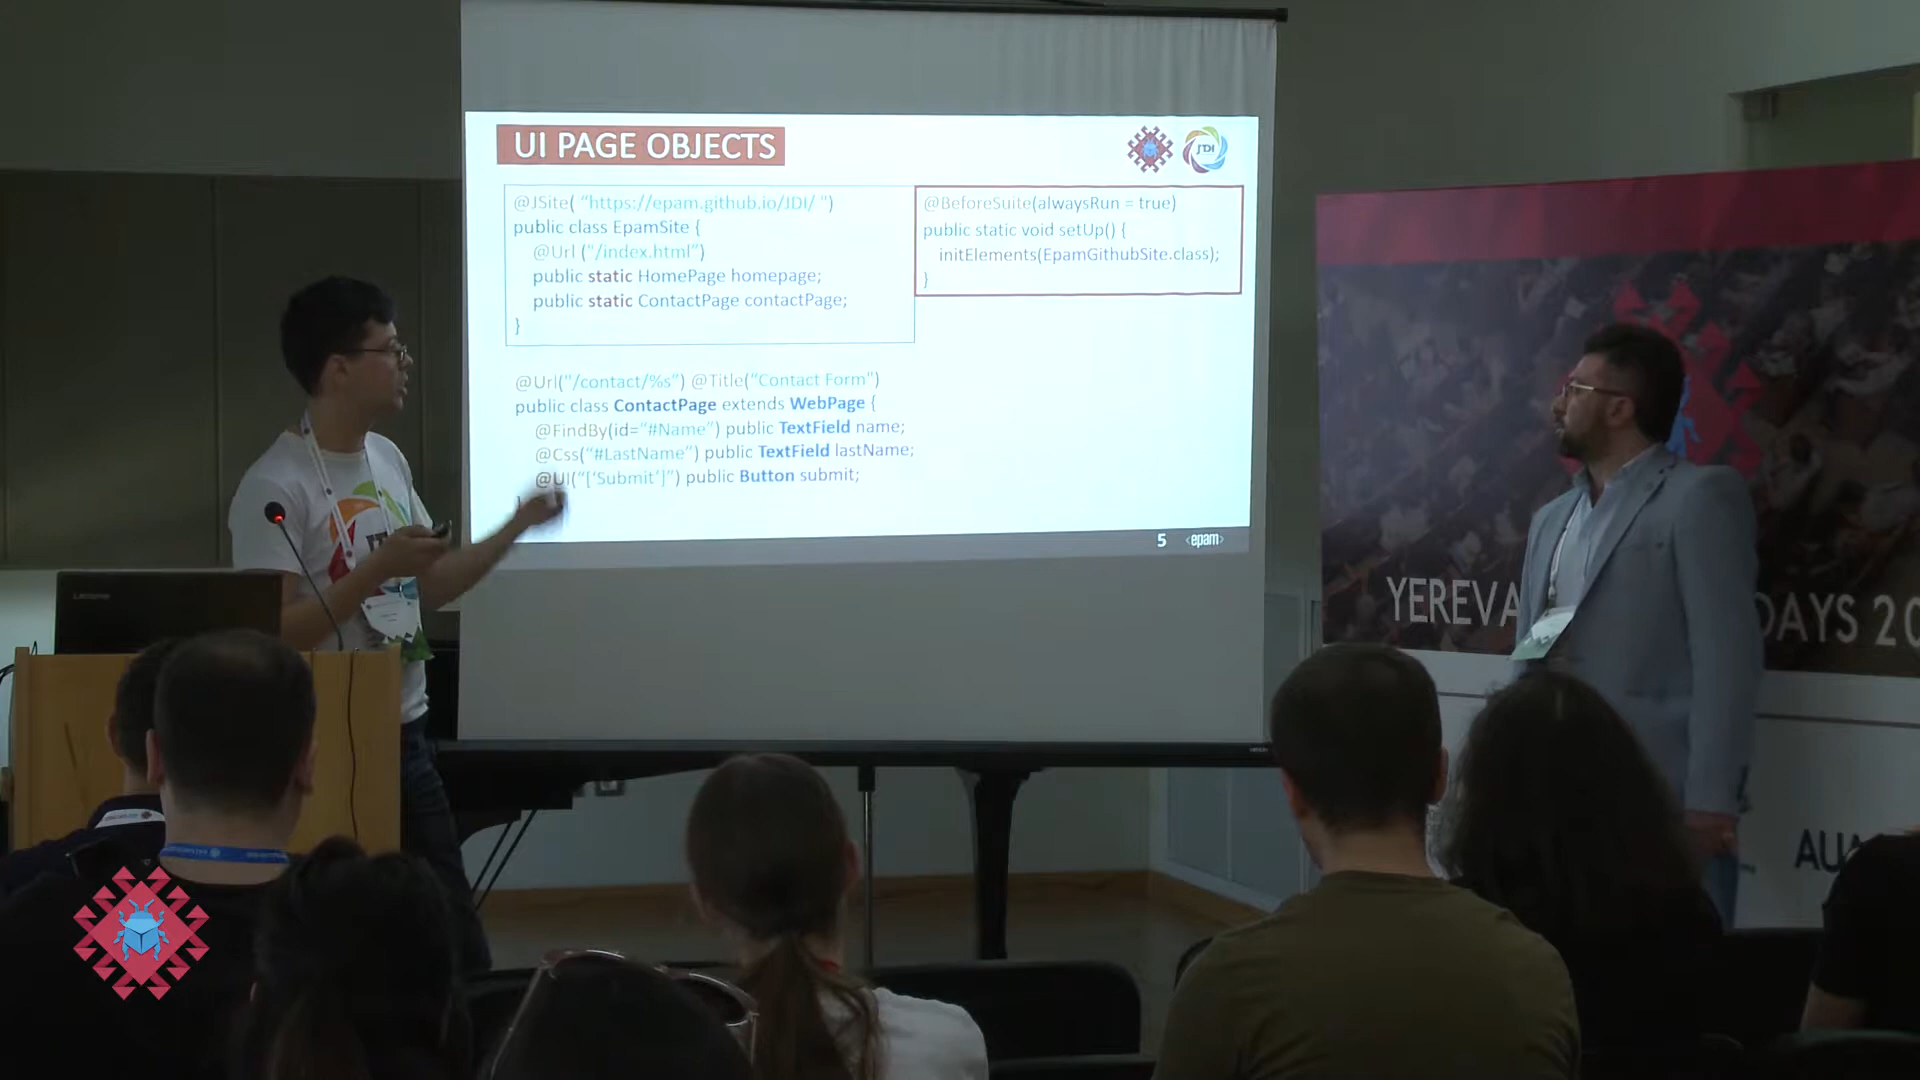 UI PAGE OBJECTS
JDI
@JSite( “https://epam.github.io/JDI/ ”)
public class EpamSite {
@Url (“/index.html”)
public static HomePage homepage;
public static ContactPage contactPage;
}
@BeforeSuite(alwaysRun = true)
public static void setUp() {
initElements(EpamGithubSite.class);
}
@Url(“/contact/%s”) @Title(“Contact Form”)
public class ContactPage extends WebPage {
@FindBy(id=“#Name”) public TextField name;
@Css(“#LastName”) public TextField lastName;
@UI(“[‘Submit’]”) public Button submit;
}
5 <epam>
Lenovo
YEREVA
DAYS 20
AUA